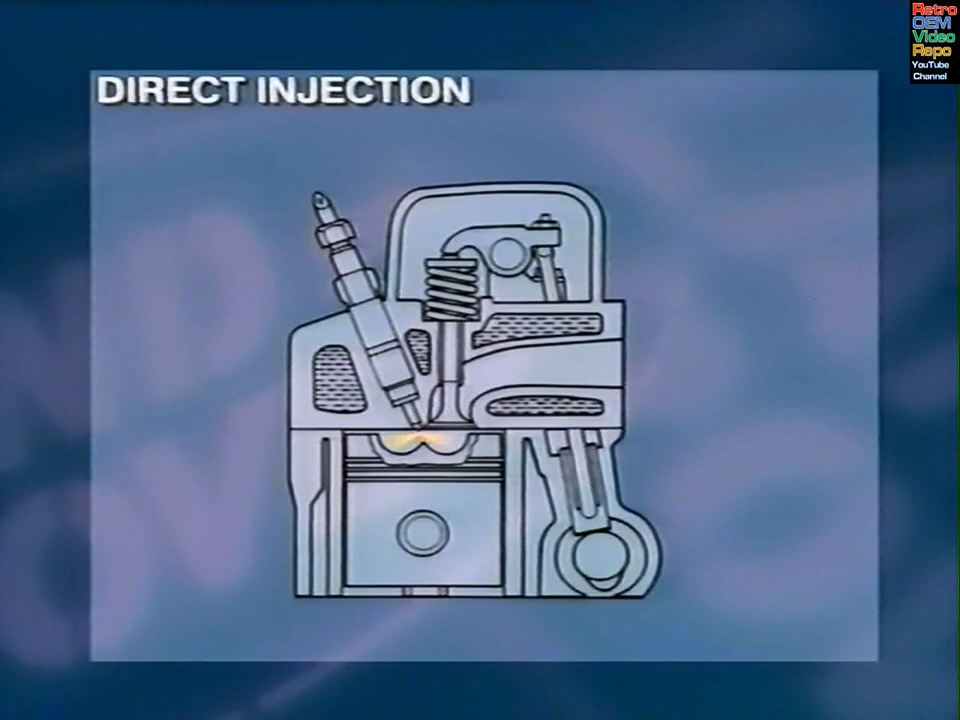 DIRECT INJECTION
Retro
OEM
Video
Repo
YouTube
Channel